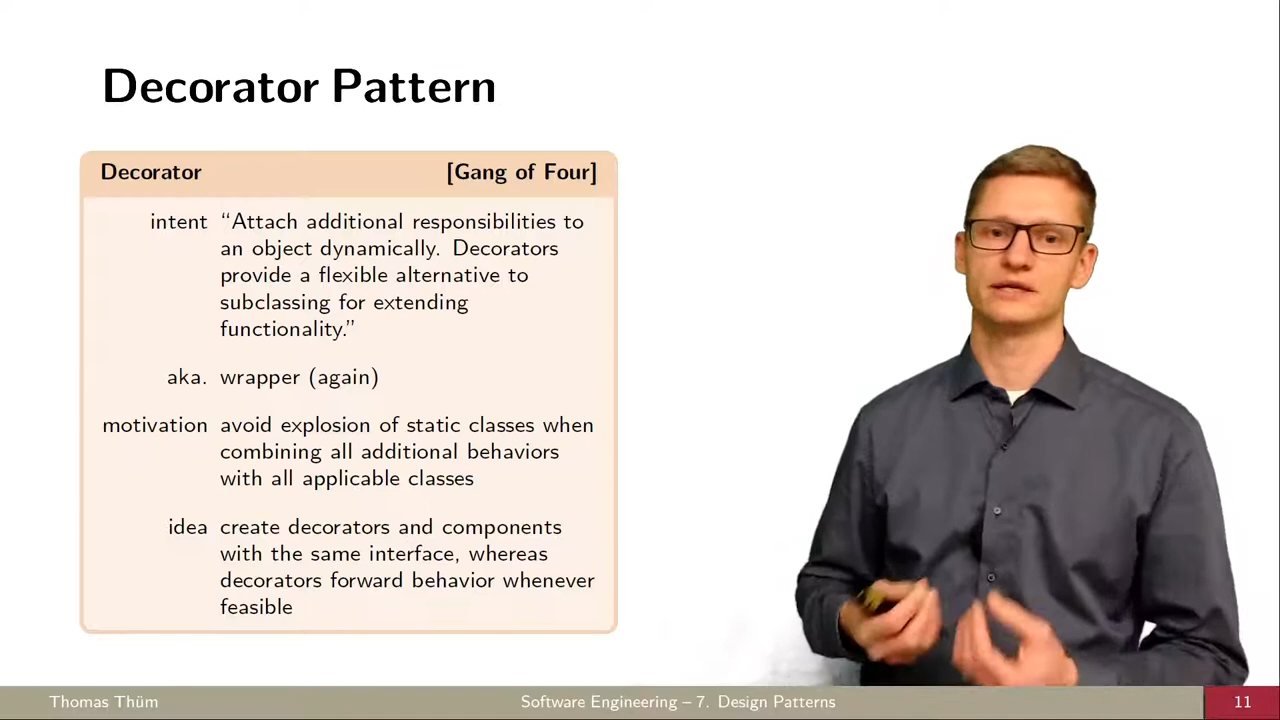 Decorator Pattern
Decorator [Gang of Four]
intent “Attach additional responsibilities to
an object dynamically. Decorators
provide a flexible alternative to
subclassing for extending
functionality.”
aka. wrapper (again)
motivation avoid explosion of static classes when
combining all additional behaviors
with all applicable classes
idea create decorators and components
with the same interface, whereas
decorators forward behavior whenever
feasible
Thomas Thüm Software Engineering – 7. Design Patterns 11